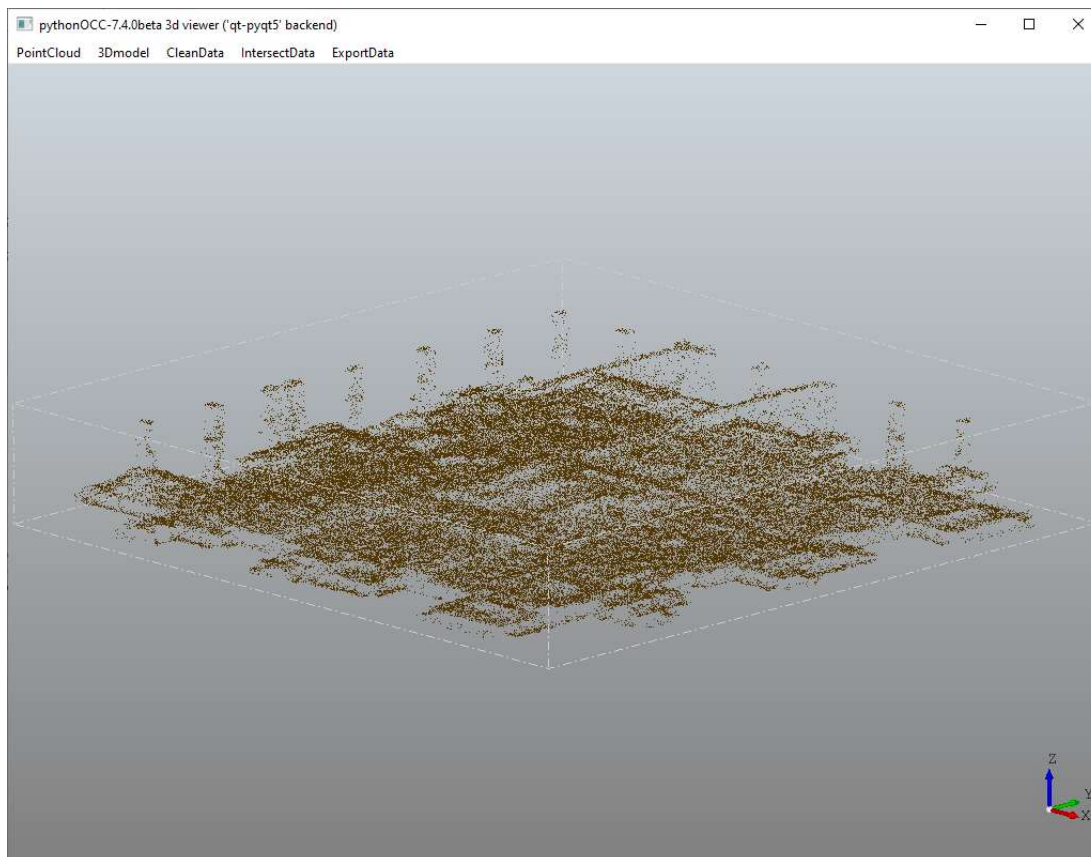 pythonOCC-7.4.0beta 3d viewer ('qt-pyqt5' backend)
PointCloud 3Dmodel CleanData IntersectData ExportData
Z
Y
X